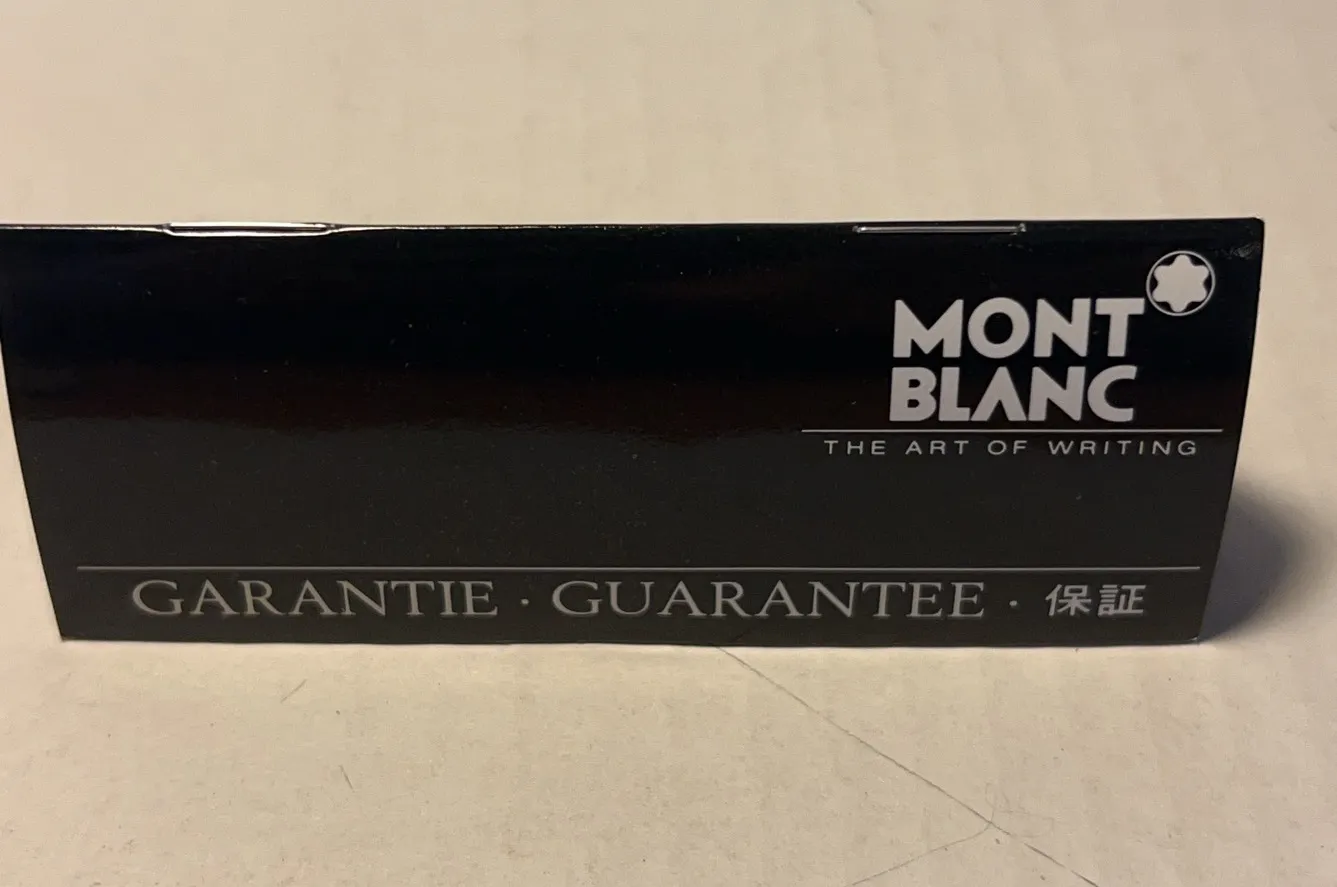 MONT
BLANC
THE ART OF WRITING
GARANTIE · GUARANTEE · 保証